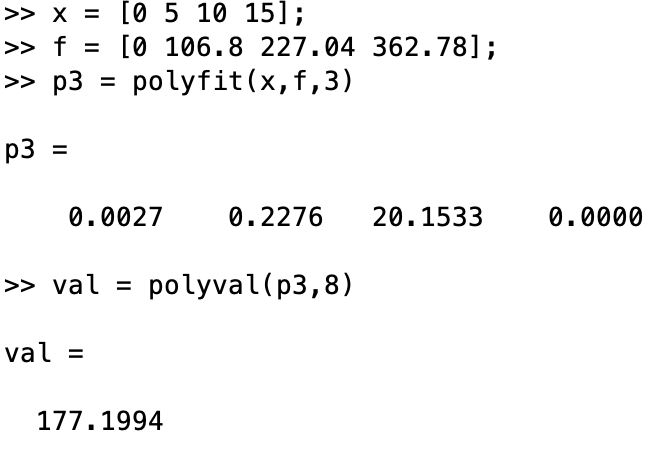 >> x = [0 5 10 15];
>> f = [0 106.8 227.04 362.78];
>> p3 = polyfit(x,f,3)
p3 =
0.0027 0.2276 20.1533 0.0000
>> val = polyval(p3,8)
val =
177.1994